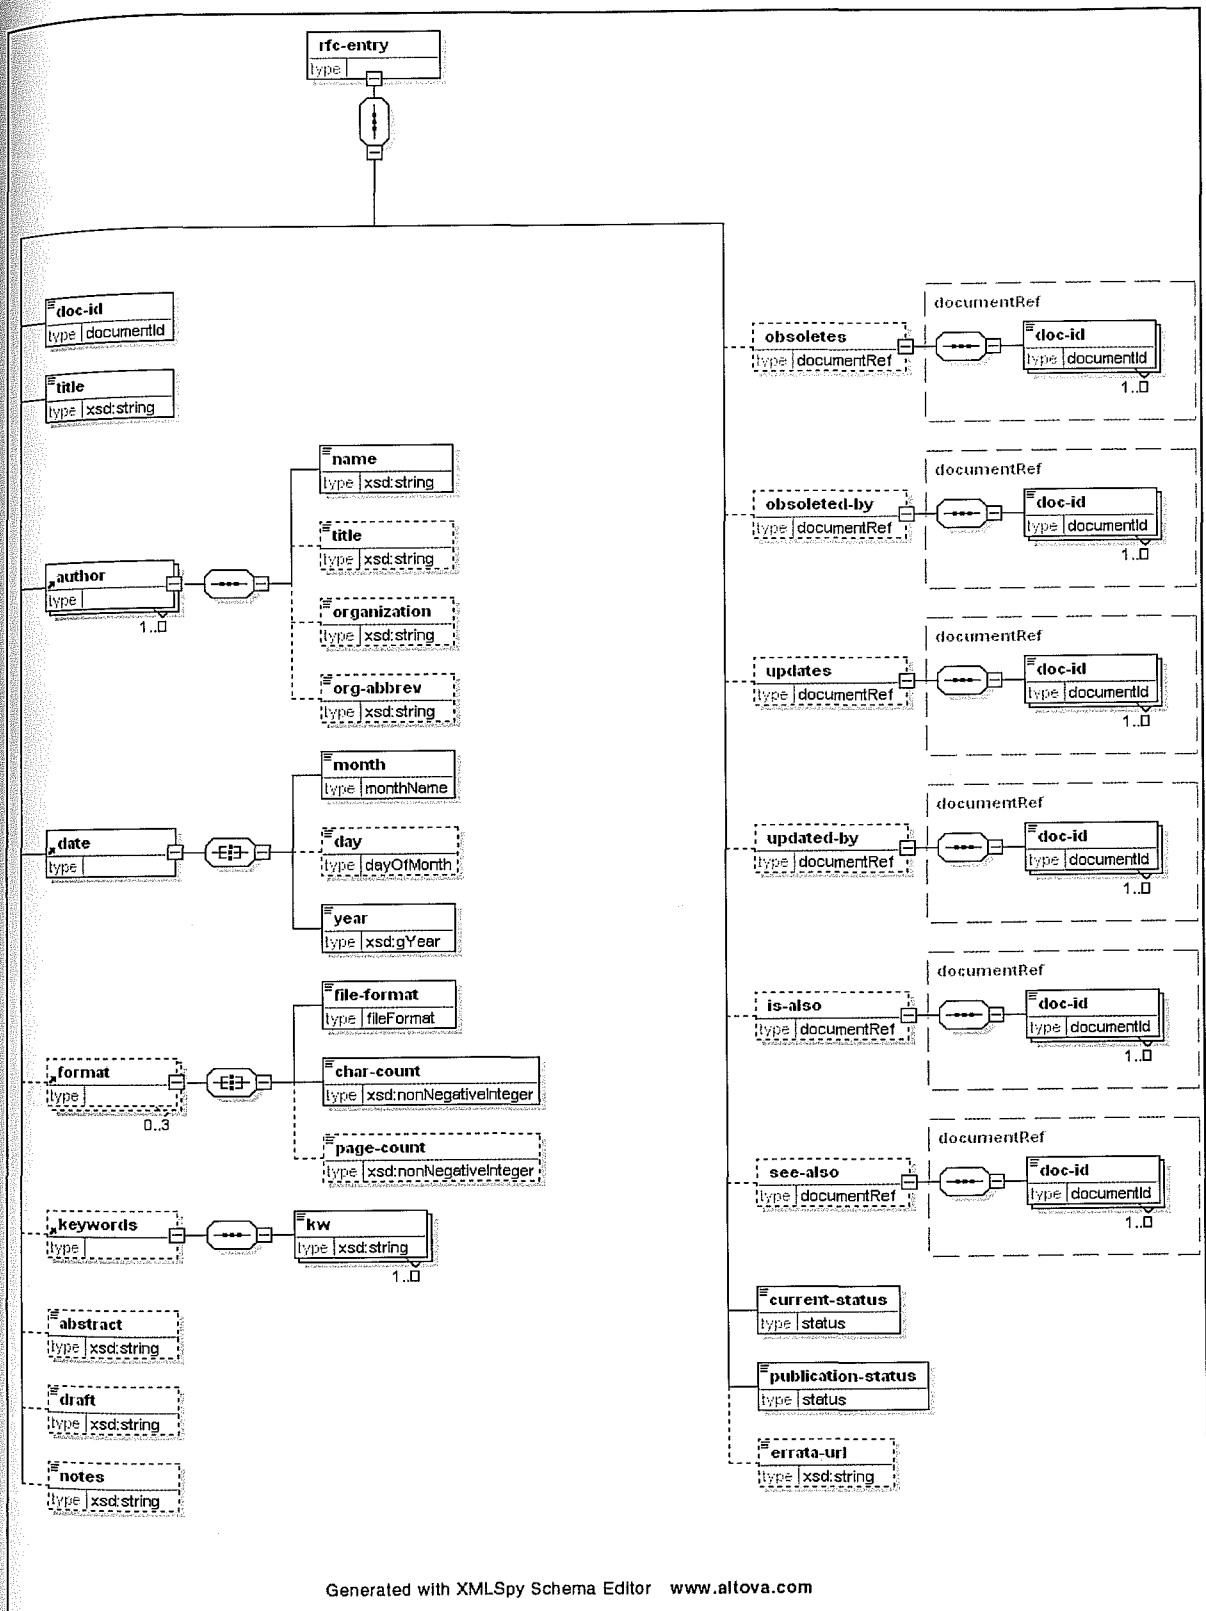 rfc-entry
type
doc-id
type documentId
title
type xsd:string
author
type
1..
name
type xsd:string
title
type xsd:string
organization
type xsd:string
org-abbrev
type xsd:string
date
type
month
type monthName
day
type dayOfMonth
year
type xsd:gYear
format
type
0..3
file-format
type fileFormat
char-count
type xsd:nonNegativeInteger
page-count
type xsd:nonNegativeInteger
keywords
type
kw
type xsd:string
1..
abstract
type xsd:string
draft
type xsd:string
notes
type xsd:string
obsoletes
type documentRef
documentRef
doc-id
type documentId
1..
obsoleted-by
type documentRef
documentRef
doc-id
type documentId
1..
updates
type documentRef
documentRef
doc-id
type documentId
1..
updated-by
type documentRef
documentRef
doc-id
type documentId
1..
is-also
type documentRef
documentRef
doc-id
type documentId
1..
see-also
type documentRef
documentRef
doc-id
type documentId
1..
current-status
type status
publication-status
type status
errata-url
type xsd:string
Generated with XMLSpy Schema Editor www.altova.com